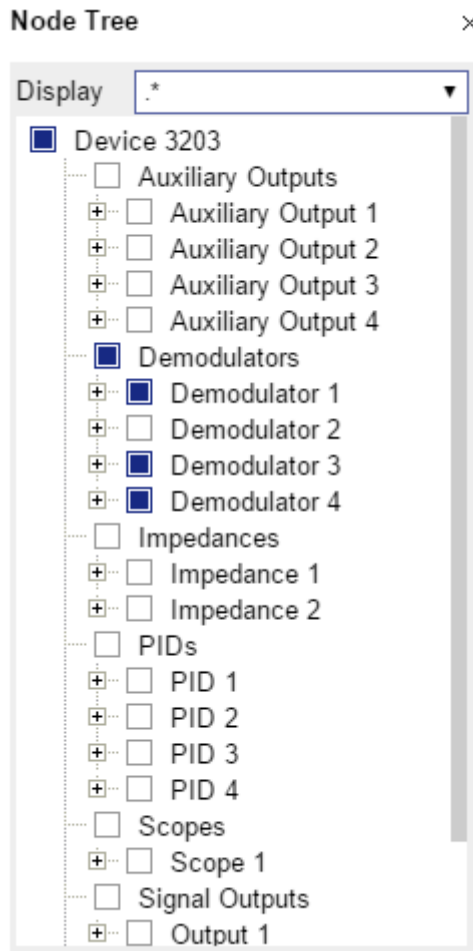 Node Tree
Display .*
Device 3203
Auxiliary Outputs
Auxiliary Output 1
Auxiliary Output 2
Auxiliary Output 3
Auxiliary Output 4
Demodulators
Demodulator 1
Demodulator 2
Demodulator 3
Demodulator 4
Impedances
Impedance 1
Impedance 2
PIDs
PID 1
PID 2
PID 3
PID 4
Scopes
Scope 1
Signal Outputs
Output 1